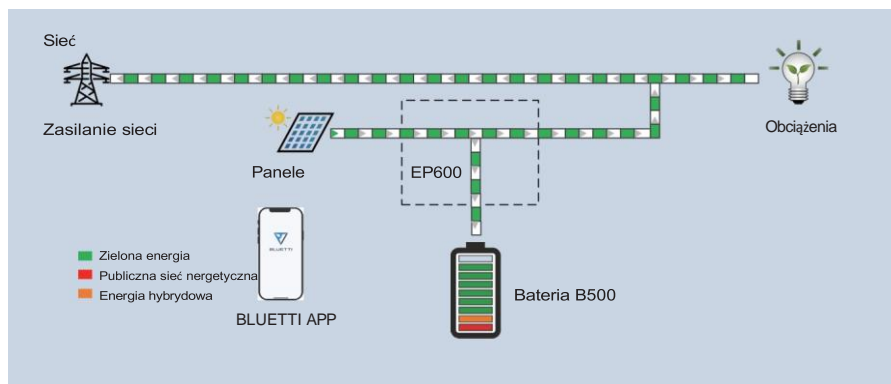 Sieć
Zasilanie sieci
Obciążenia
Panele
EP600
BLUETTI
Zielona energia
Publiczna sieć nergetyczna
Energia hybrydowa
BLUETTI APP
Bateria B500